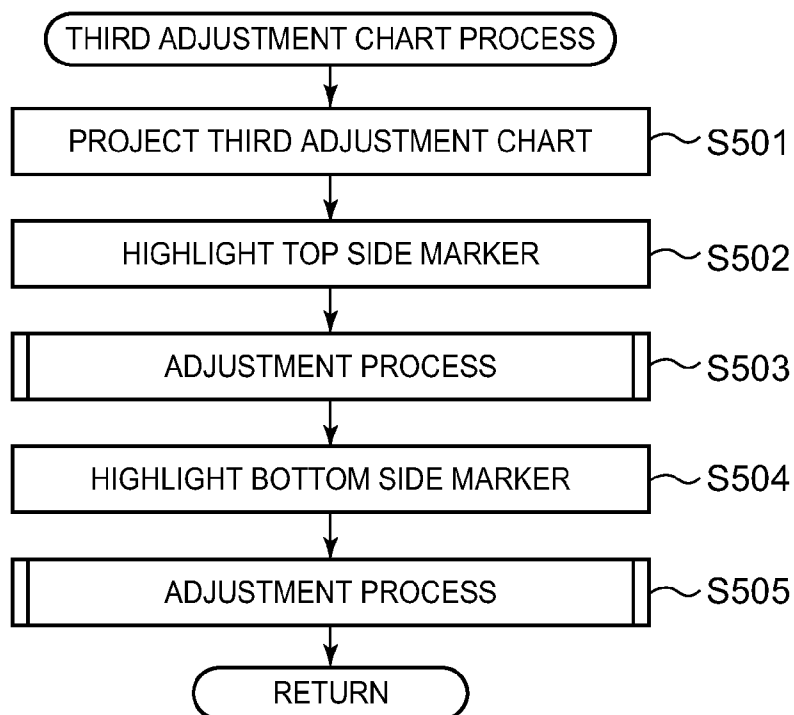 THIRD ADJUSTMENT CHART PROCESS
PROJECT THIRD ADJUSTMENT CHART
S501
HIGHLIGHT TOP SIDE MARKER
S502
ADJUSTMENT PROCESS
S503
HIGHLIGHT BOTTOM SIDE MARKER
S504
ADJUSTMENT PROCESS
S505
RETURN